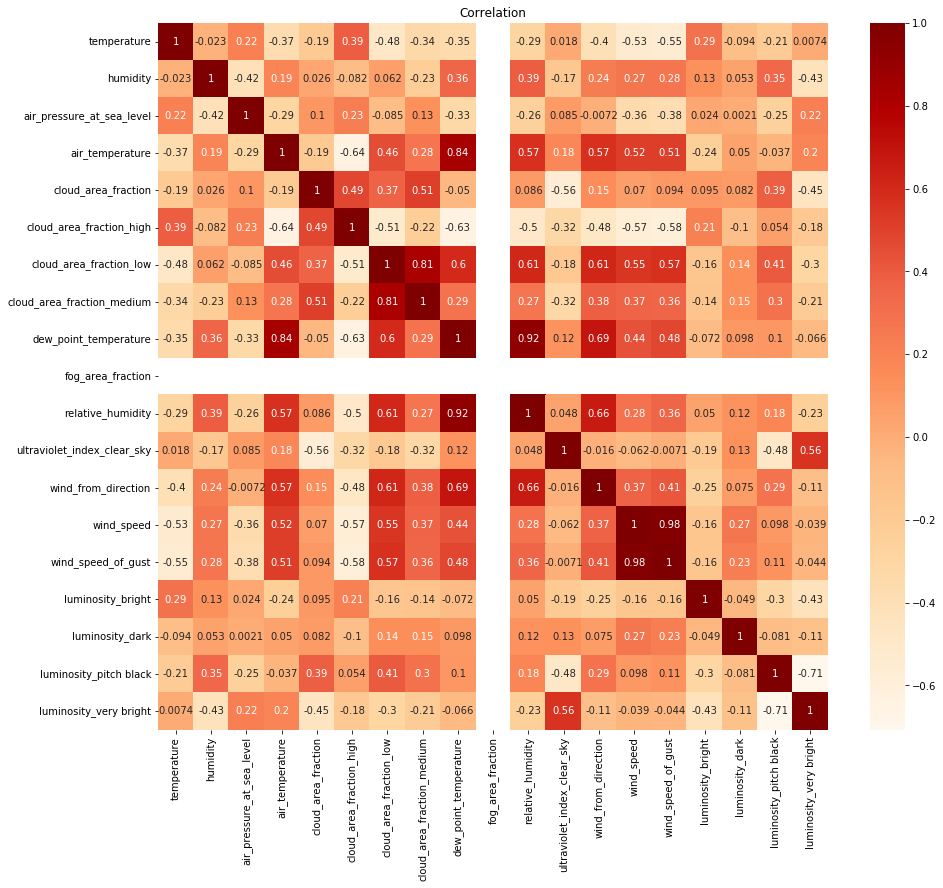 Correlation
temperature 1 -0.023 0.22 -0.37 -0.19 0.39 -0.48 -0.34 -0.35 -0.29 0.018 -0.4 -0.53 -0.55 0.29 -0.094 -0.21 0.0074
humidity -0.023 1 -0.42 0.19 0.026 -0.082 0.062 -0.23 0.36 0.39 -0.17 0.24 0.27 0.28 0.13 0.053 0.35 -0.43
air_pressure_at_sea_level 0.22 -0.42 1 -0.29 0.1 0.23 -0.085 0.13 -0.33 -0.26 0.085 -0.0072 -0.36 -0.38 0.024 0.0021 -0.25 0.22
air_temperature -0.37 0.19 -0.29 1 -0.19 -0.64 0.46 0.28 0.84 0.57 0.18 0.57 0.52 0.51 -0.24 0.05 -0.037 0.2
cloud_area_fraction -0.19 0.026 0.1 -0.19 1 0.49 0.37 0.51 -0.05 0.086 -0.56 0.15 0.07 0.094 0.095 0.082 0.39 -0.45
cloud_area_fraction_high 0.39 -0.082 0.23 -0.64 0.49 1 -0.51 -0.22 -0.63 -0.5 -0.32 -0.48 -0.57 -0.58 0.21 -0.1 0.054 -0.18
cloud_area_fraction_low -0.48 0.062 -0.085 0.46 0.37 -0.51 1 0.81 0.6 0.61 -0.18 0.61 0.55 0.57 -0.16 0.14 0.41 -0.3
cloud_area_fraction_medium -0.34 -0.23 0.13 0.28 0.51 -0.22 0.81 1 0.29 0.27 -0.32 0.38 0.37 0.36 -0.14 0.15 0.3 -0.21
dew_point_temperature -0.35 0.36 -0.33 0.84 -0.05 -0.63 0.6 0.29 1 0.92 0.12 0.69 0.44 0.48 -0.072 0.098 0.1 -0.066
fog_area_fraction
relative_humidity -0.29 0.39 -0.26 0.57 0.086 -0.5 0.61 0.27 0.92 1 0.048 0.66 0.28 0.36 0.05 0.12 0.18 -0.23
ultraviolet_index_clear_sky 0.018 -0.17 0.085 0.18 -0.56 -0.32 -0.18 -0.32 0.12 0.048 1 -0.016 -0.062 -0.0071 -0.19 0.13 -0.48 0.56
wind_from_direction -0.4 0.24 -0.0072 0.57 0.15 -0.48 0.61 0.38 0.69 0.66 -0.016 1 0.37 0.41 -0.25 0.075 0.29 -0.11
wind_speed -0.53 0.27 -0.36 0.52 0.07 -0.57 0.55 0.37 0.44 0.28 -0.062 0.37 1 0.98 -0.16 0.27 0.098 -0.039
wind_speed_of_gust -0.55 0.28 -0.38 0.51 0.094 -0.58 0.57 0.36 0.48 0.36 -0.0071 0.41 0.98 1 -0.16 0.23 0.11 -0.044
luminosity_bright 0.29 0.13 0.024 -0.24 0.095 0.21 -0.16 -0.14 -0.072 0.05 -0.19 -0.25 -0.16 -0.16 1 -0.049 -0.3 -0.43
luminosity_dark -0.094 0.053 0.0021 0.05 0.082 -0.1 0.14 0.15 0.098 0.12 0.13 0.075 0.27 0.23 -0.049 1 -0.081 -0.11
luminosity_pitch black -0.21 0.35 -0.25 -0.037 0.39 0.054 0.41 0.3 0.1 0.18 -0.48 0.29 0.098 0.11 -0.3 -0.081 1 -0.71
luminosity_very bright 0.0074 -0.43 0.22 0.2 -0.45 -0.18 -0.3 -0.21 -0.066 -0.23 0.56 -0.11 -0.039 -0.044 -0.43 -0.11 -0.71 1
temperature
humidity
air_pressure_at_sea_level
air_temperature
cloud_area_fraction
cloud_area_fraction_high
cloud_area_fraction_low
cloud_area_fraction_medium
dew_point_temperature
fog_area_fraction
relative_humidity
ultraviolet_index_clear_sky
wind_from_direction
wind_speed
wind_speed_of_gust
luminosity_bright
luminosity_dark
luminosity_pitch black
luminosity_very bright
1.0
0.8
0.6
0.4
0.2
0.0
−0.2
−0.4
−0.6